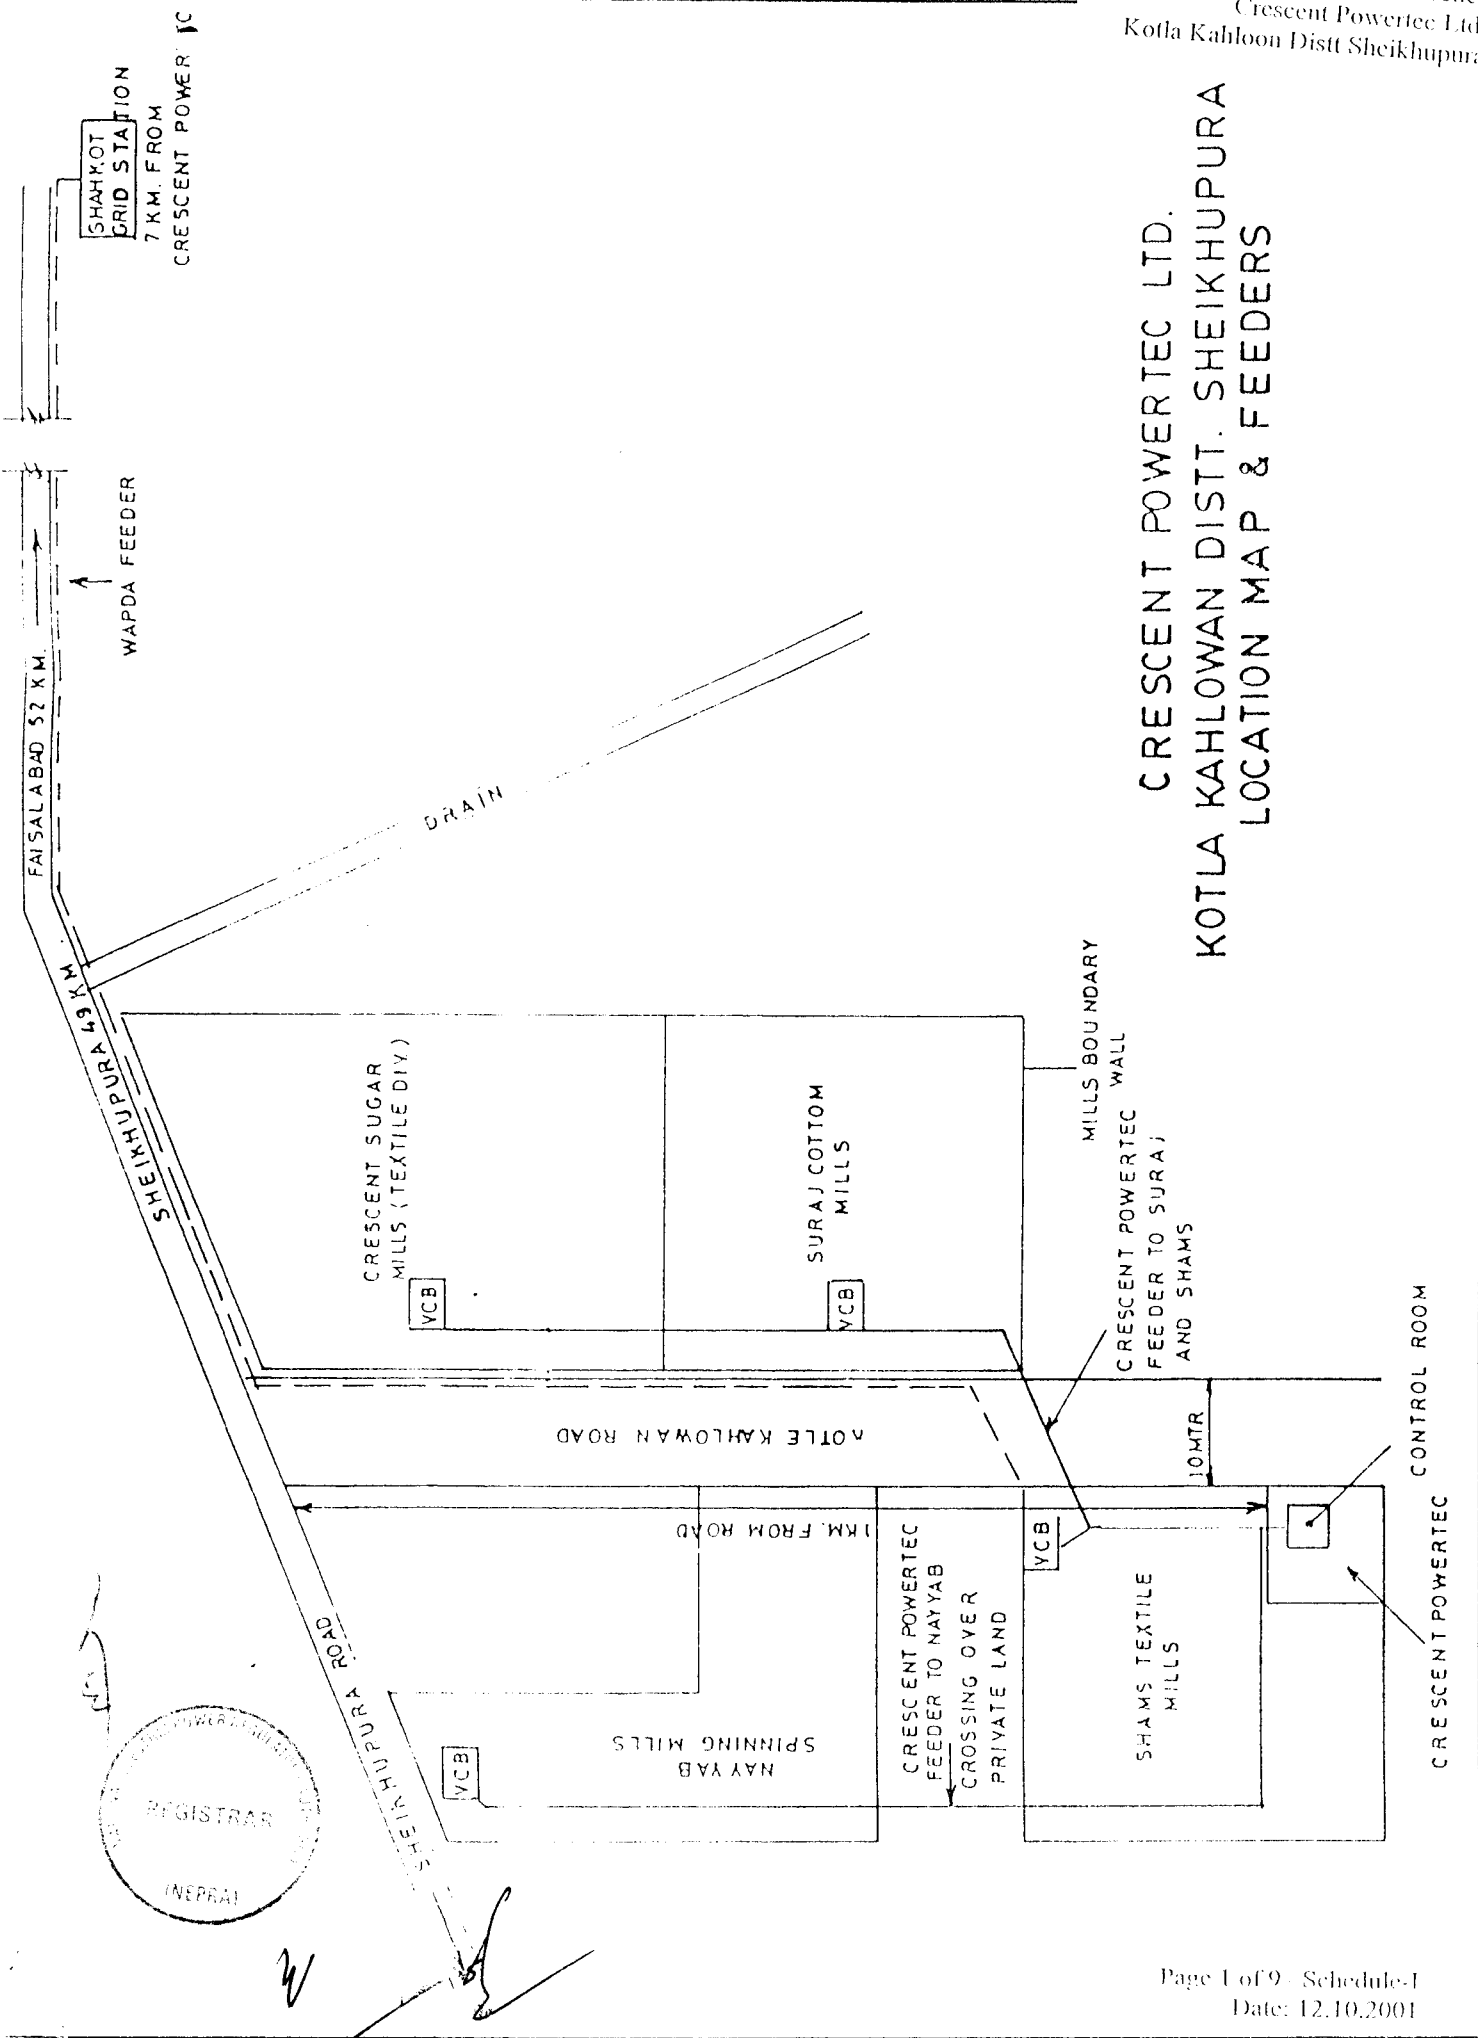 Crescent Powertec Ltd
Kotla Kahloon Distt Sheikhupura
CRESCENT POWERTEC LTD.
KOTLA KAHLOWAN DISTT. SHEIKHUPURA
LOCATION MAP & FEEDERS
SHAHKOT
GRID STATION
7 KM. FROM
CRESCENT POWER TC
FAISALABAD 52 KM.
WAPDA FEEDER
DRAIN
SHEIKHUPURA 49 KM
CRESCENT SUGAR
MILLS (TEXTILE DIV.)
VCB
SURAJ COTTOM
MILLS
VCB
MILLS BOUNDARY
WALL
CRESCENT POWERTEC
FEEDER TO SURAJ
AND SHAMS
KOTLE KAHLOWAN ROAD
10MTR
CONTROL ROOM
1KM. FROM ROAD
CRESCENT POWERTEC
FEEDER TO NAYYAB
CROSSING OVER
PRIVATE LAND
VCB
SHAMS TEXTILE
MILLS
CRESCENT POWERTEC
SHEIKHUPURA ROAD
VCB
NAYYAB
SPINNING MILLS
REGISTRAR
(NEPRA)
Page 1 of 9 - Schedule-I
Date: 12.10.2001